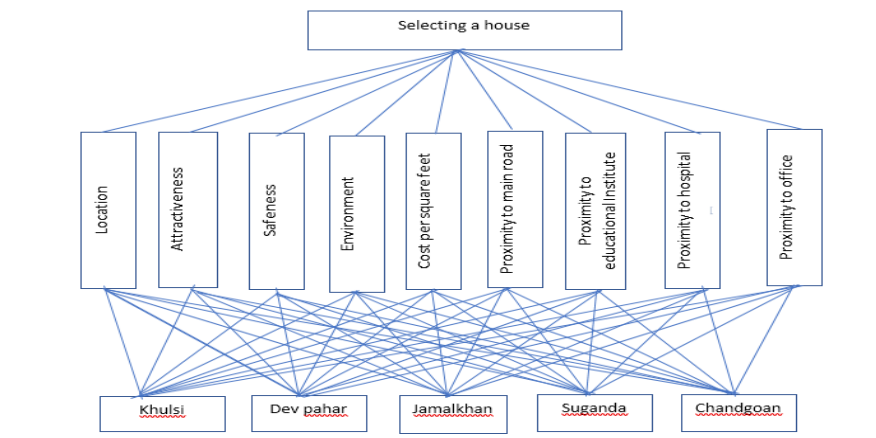 Selecting a house
Location
Attractiveness
Safeness
Environment
Cost per square feet
Proximity to main road
Proximity to
educational Institute
Proximity to hospital
Proximity to office
Khulsi
Dev pahar
Jamalkhan
Suganda
Chandgoan